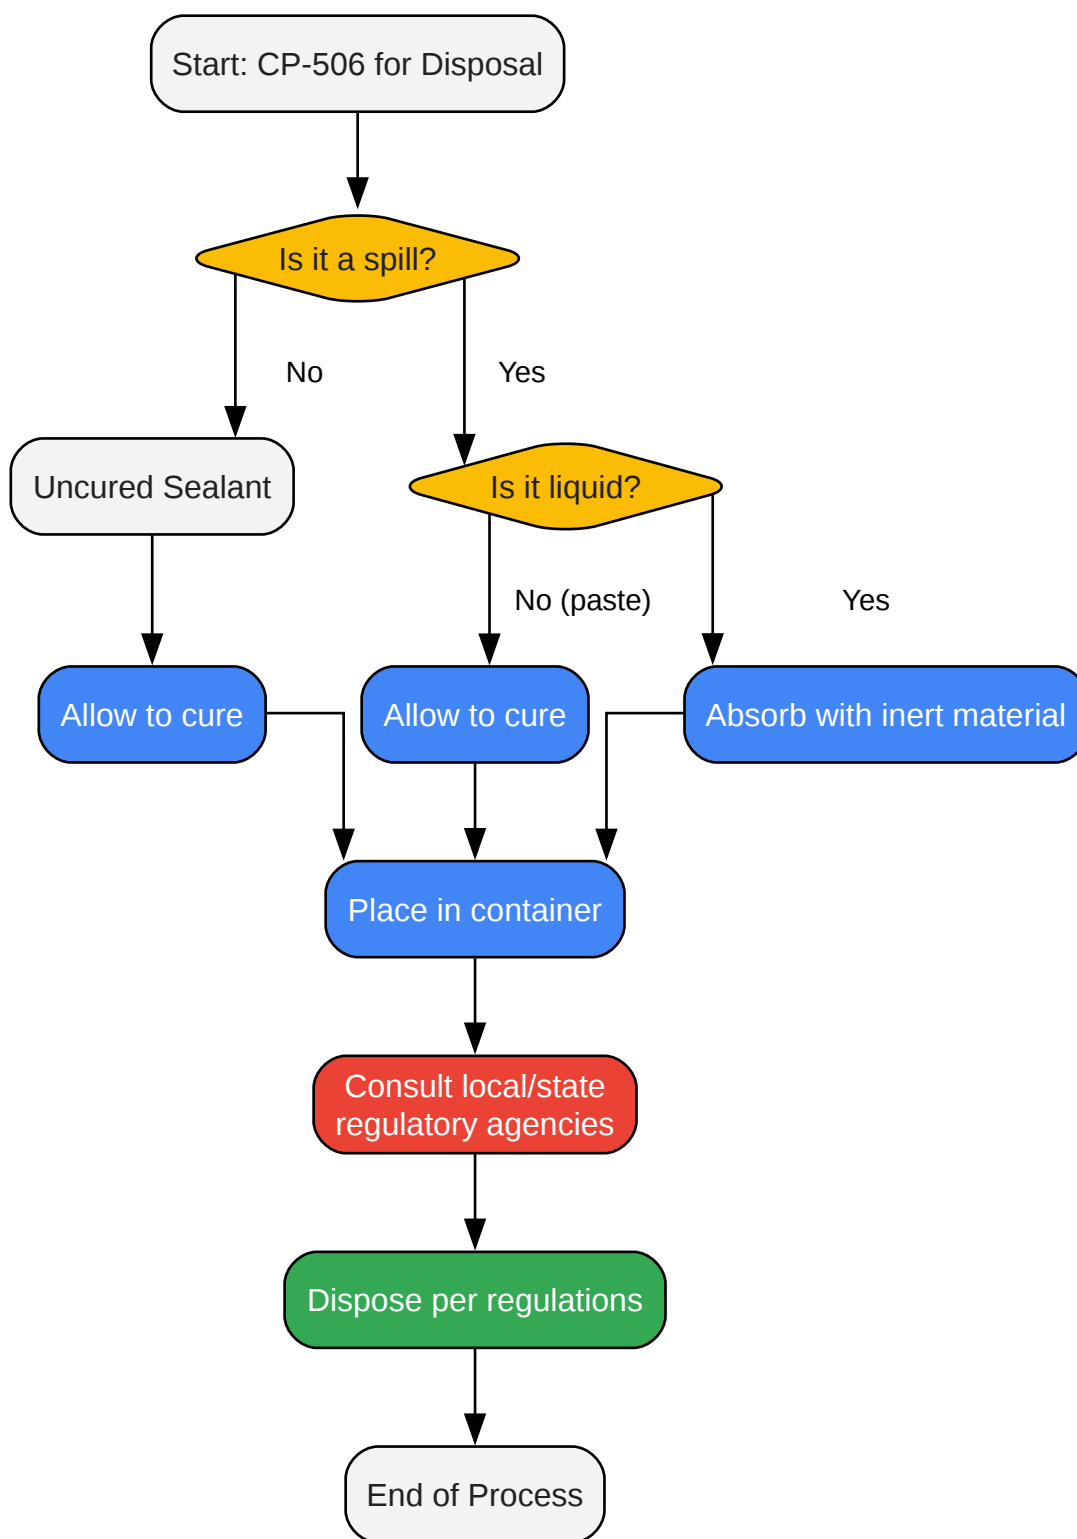 Start: CP-506 for Disposal
Is it a spill?
No
Yes
Uncured Sealant
Is it liquid?
No (paste)
Yes
Allow to cure
Allow to cure
Absorb with inert material
Place in container
Consult local/state
regulatory agencies
Dispose per regulations
End of Process